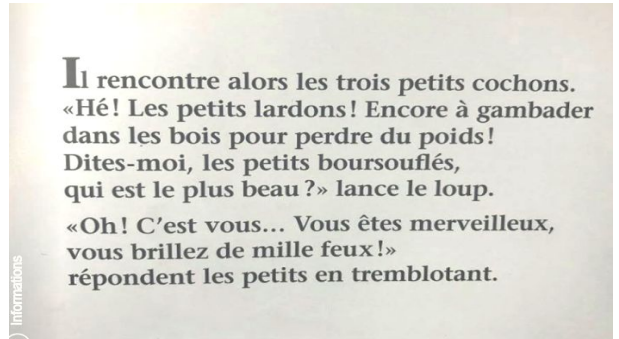 Il rencontre alors les trois petits cochons.
«Hé! Les petits lardons! Encore à gambader
dans les bois pour perdre du poids!
Dites-moi, les petits boursouflés,
qui est le plus beau?» lance le loup.
«Oh! C'est vous... Vous êtes merveilleux,
vous brillez de mille feux!»
répondent les petits en tremblotant.
Informations